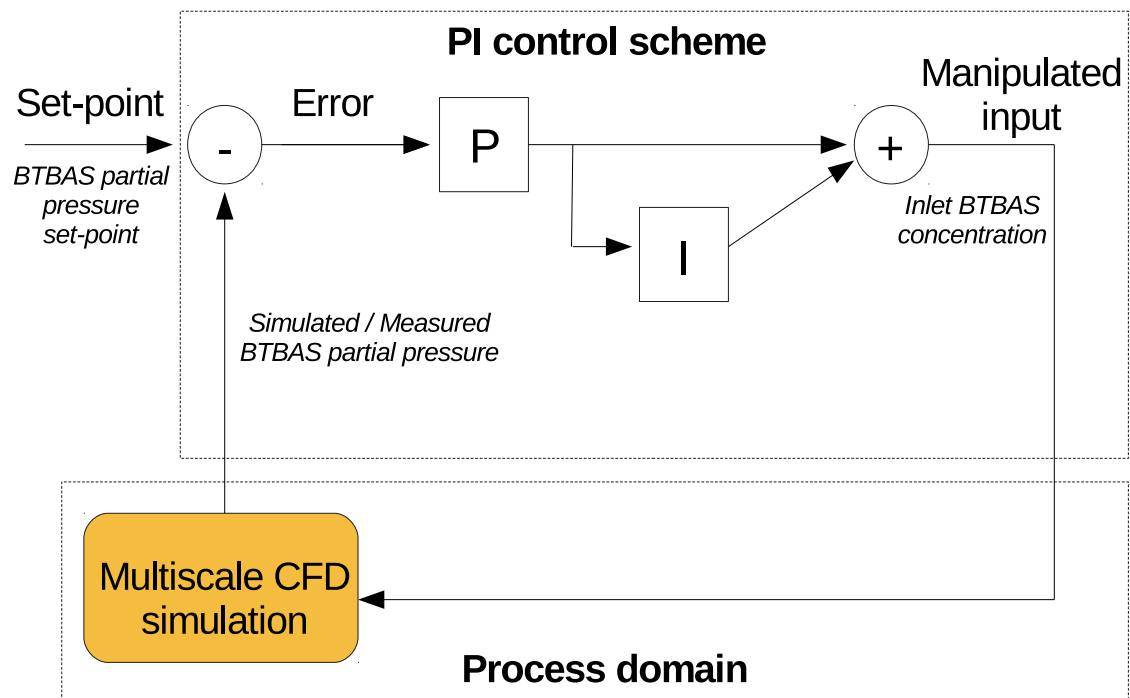 PI control scheme
Set-point
BTBAS partial
pressure
set-point
-
Error
P
I
+
Manipulated
input
Inlet BTBAS
concentration
Simulated / Measured
BTBAS partial pressure
Multiscale CFD
simulation
Process domain